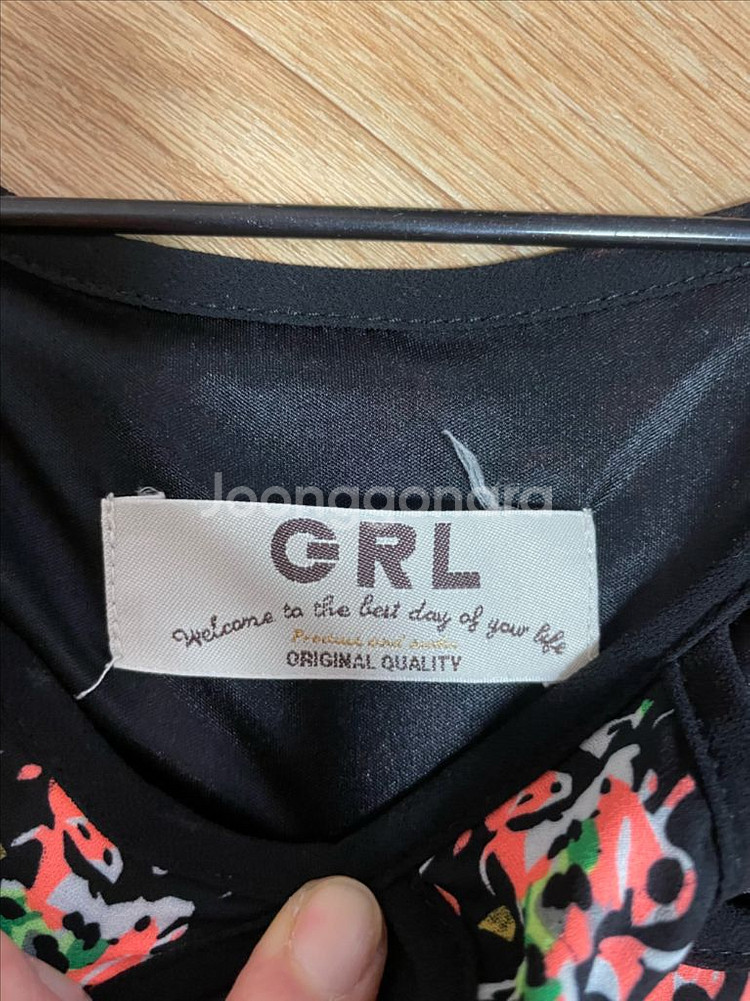 Joonggonara
GRL
Welcome to the best day of your life
ORIGINAL QUALITY